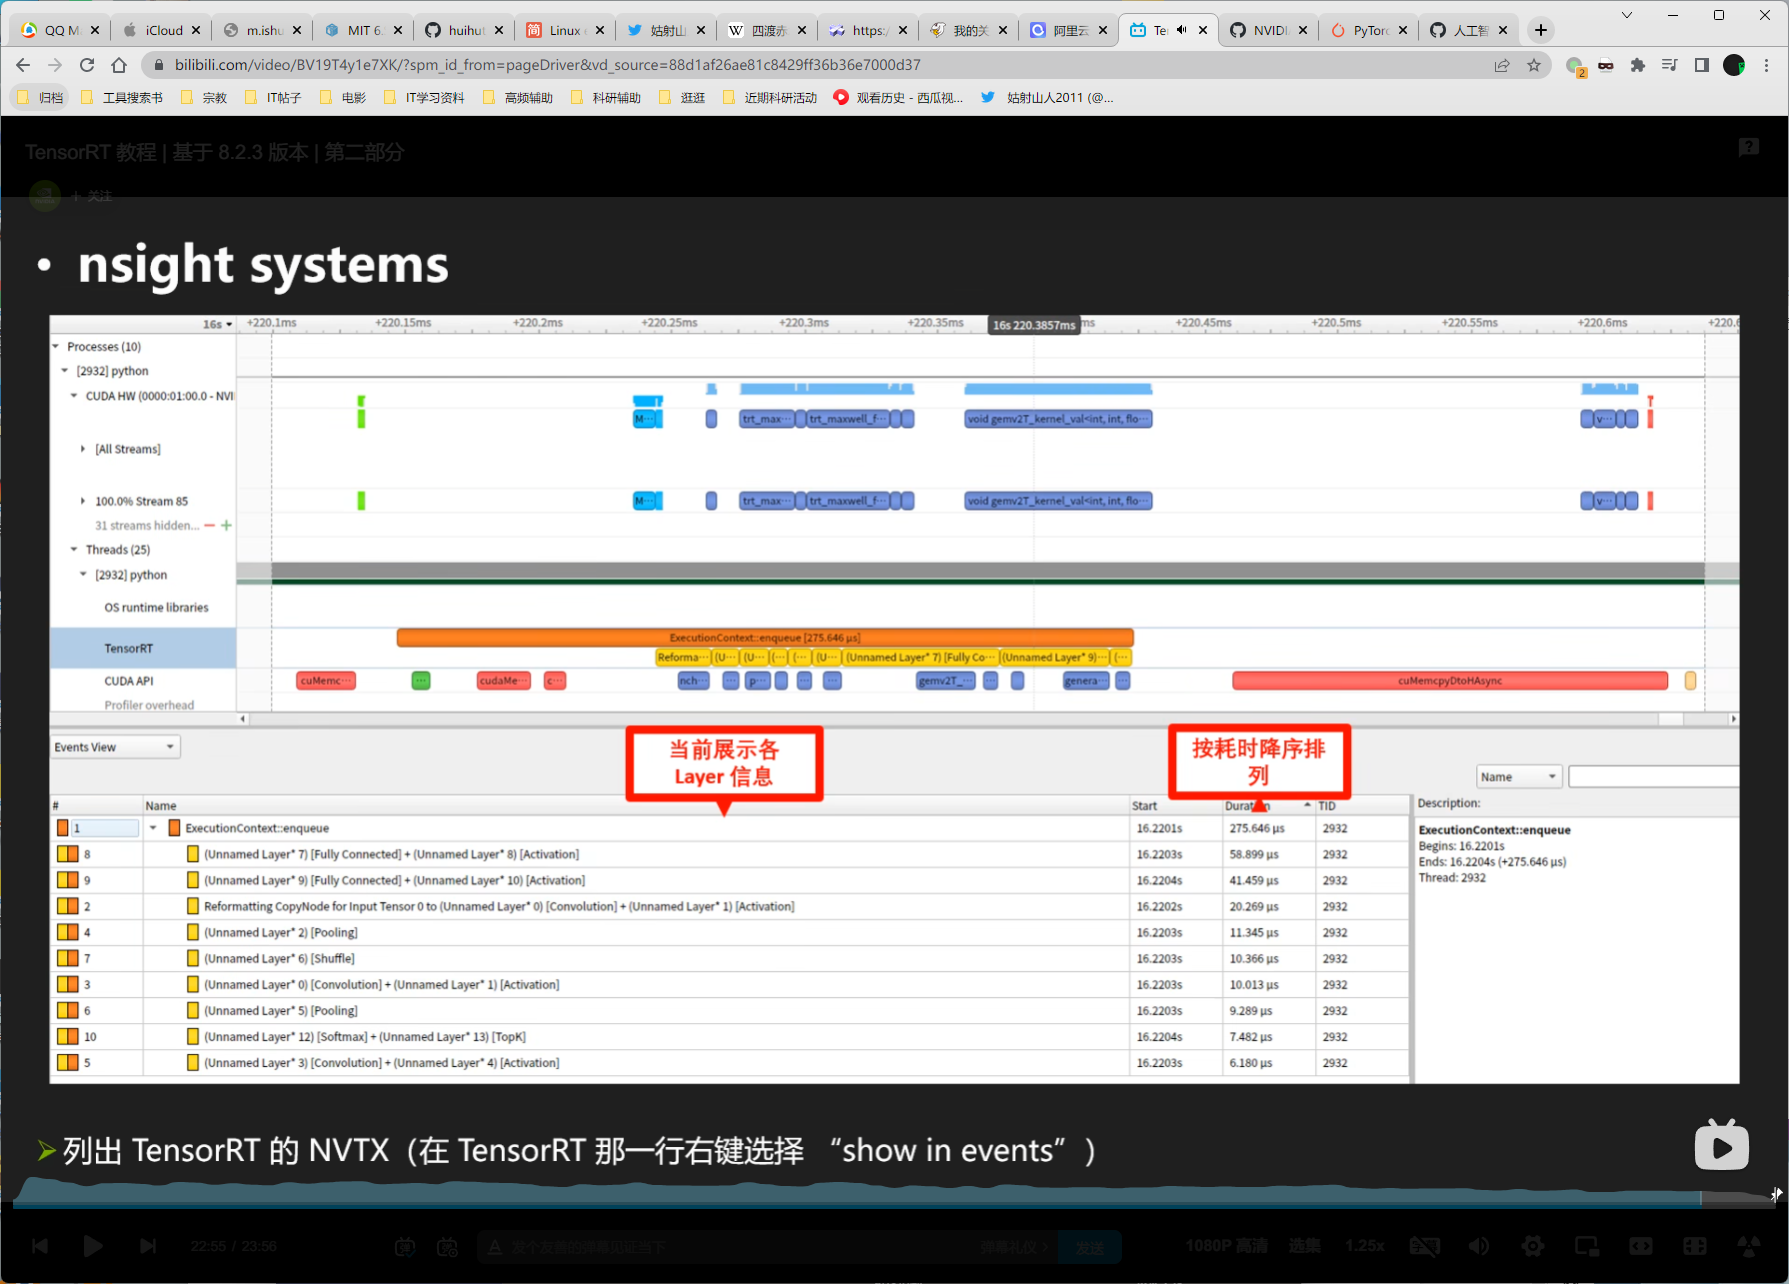 QQ M
iCloud
m.ishu
MIT 6.
huihut
Linux
姑射山
四渡赤
https:/
我的关
阿里云
Te
NVIDI
PyTorc
人工智
bilibili.com/video/BV19T4y1e7XK/?spm_id_from=pageDriver&vd_source=88d1af26ae81c8429ff36b36e7000d37
2
归档 工具搜索书 宗教 IT帖子 电影 IT学习资料 高频辅助 科研辅助 逛逛 近期科研活动 观看历史 - 西瓜视... 姑射山人2011 (@...
TensorRT 教程 | 基于 8.2.3 版本 | 第二部分
+ 关注
• nsight systems
16s +220.1ms +220.15ms +220.2ms +220.25ms +220.3ms +220.35ms 16s 220.3857ms ms +220.45ms +220.5ms +220.55ms +220.6ms +220.6
Processes (10)
[2932] python
CUDA HW (0000:01:00.0 - NVI
M··· trt_max··· trt_maxwell_f··· void gemv2T_kernel_val<int, int, flo··· v···
[All Streams]
100.0% Stream 85 M··· trt_max··· trt_maxwell_f··· void gemv2T_kernel_val<int, int, flo··· v···
31 streams hidden... − +
Threads (25)
[2932] python
OS runtime libraries
ExecutionContext::enqueue [275.646 µs]
TensorRT
Reforma··· (U··· (U··· (··· (··· (U··· (Unnamed Layer* 7) [Fully Co··· (Unnamed Layer* 9)··· (···
CUDA API cuMemc··· ··· cudaMe··· c··· nch··· ··· p··· ··· gemv2T_··· ··· genera··· cuMemcpyDtoHAsync
Profiler overhead
Events View
当前展示各
Layer 信息
按耗时降序排
列
Name
# Name Start Duration TID
1 ExecutionContext::enqueue 16.2201s 275.646 µs 2932
8 (Unnamed Layer* 7) [Fully Connected] + (Unnamed Layer* 8) [Activation] 16.2203s 58.899 µs 2932
9 (Unnamed Layer* 9) [Fully Connected] + (Unnamed Layer* 10) [Activation] 16.2204s 41.459 µs 2932
2 Reformatting CopyNode for Input Tensor 0 to (Unnamed Layer* 0) [Convolution] + (Unnamed Layer* 1) [Activation] 16.2202s 20.269 µs 2932
4 (Unnamed Layer* 2) [Pooling] 16.2203s 11.345 µs 2932
7 (Unnamed Layer* 6) [Shuffle] 16.2203s 10.366 µs 2932
3 (Unnamed Layer* 0) [Convolution] + (Unnamed Layer* 1) [Activation] 16.2203s 10.013 µs 2932
6 (Unnamed Layer* 5) [Pooling] 16.2203s 9.289 µs 2932
10 (Unnamed Layer* 12) [Softmax] + (Unnamed Layer* 13) [TopK] 16.2204s 7.482 µs 2932
5 (Unnamed Layer* 3) [Convolution] + (Unnamed Layer* 4) [Activation] 16.2203s 6.180 µs 2932
Description:
ExecutionContext::enqueue
Begins: 16.2201s
Ends: 16.2204s (+275.646 µs)
Thread: 2932
➢列出 TensorRT 的 NVTX（在 TensorRT 那一行右键选择 “show in events”）
22:55 / 23:56 发个友善的弹幕见证当下 弹幕礼仪 > 发送 1080P 高清 选集 1.25x